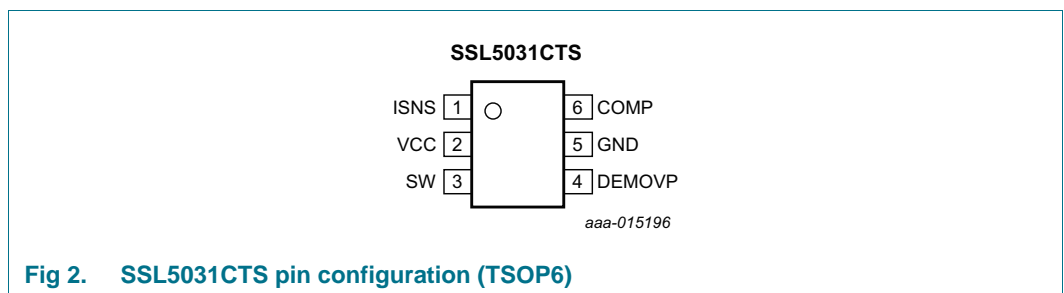 SSL5031CTS
ISNS 1 6 COMP
VCC 2 5 GND
SW 3 4 DEMOVP
aaa-015196
Fig 2. SSL5031CTS pin configuration (TSOP6)